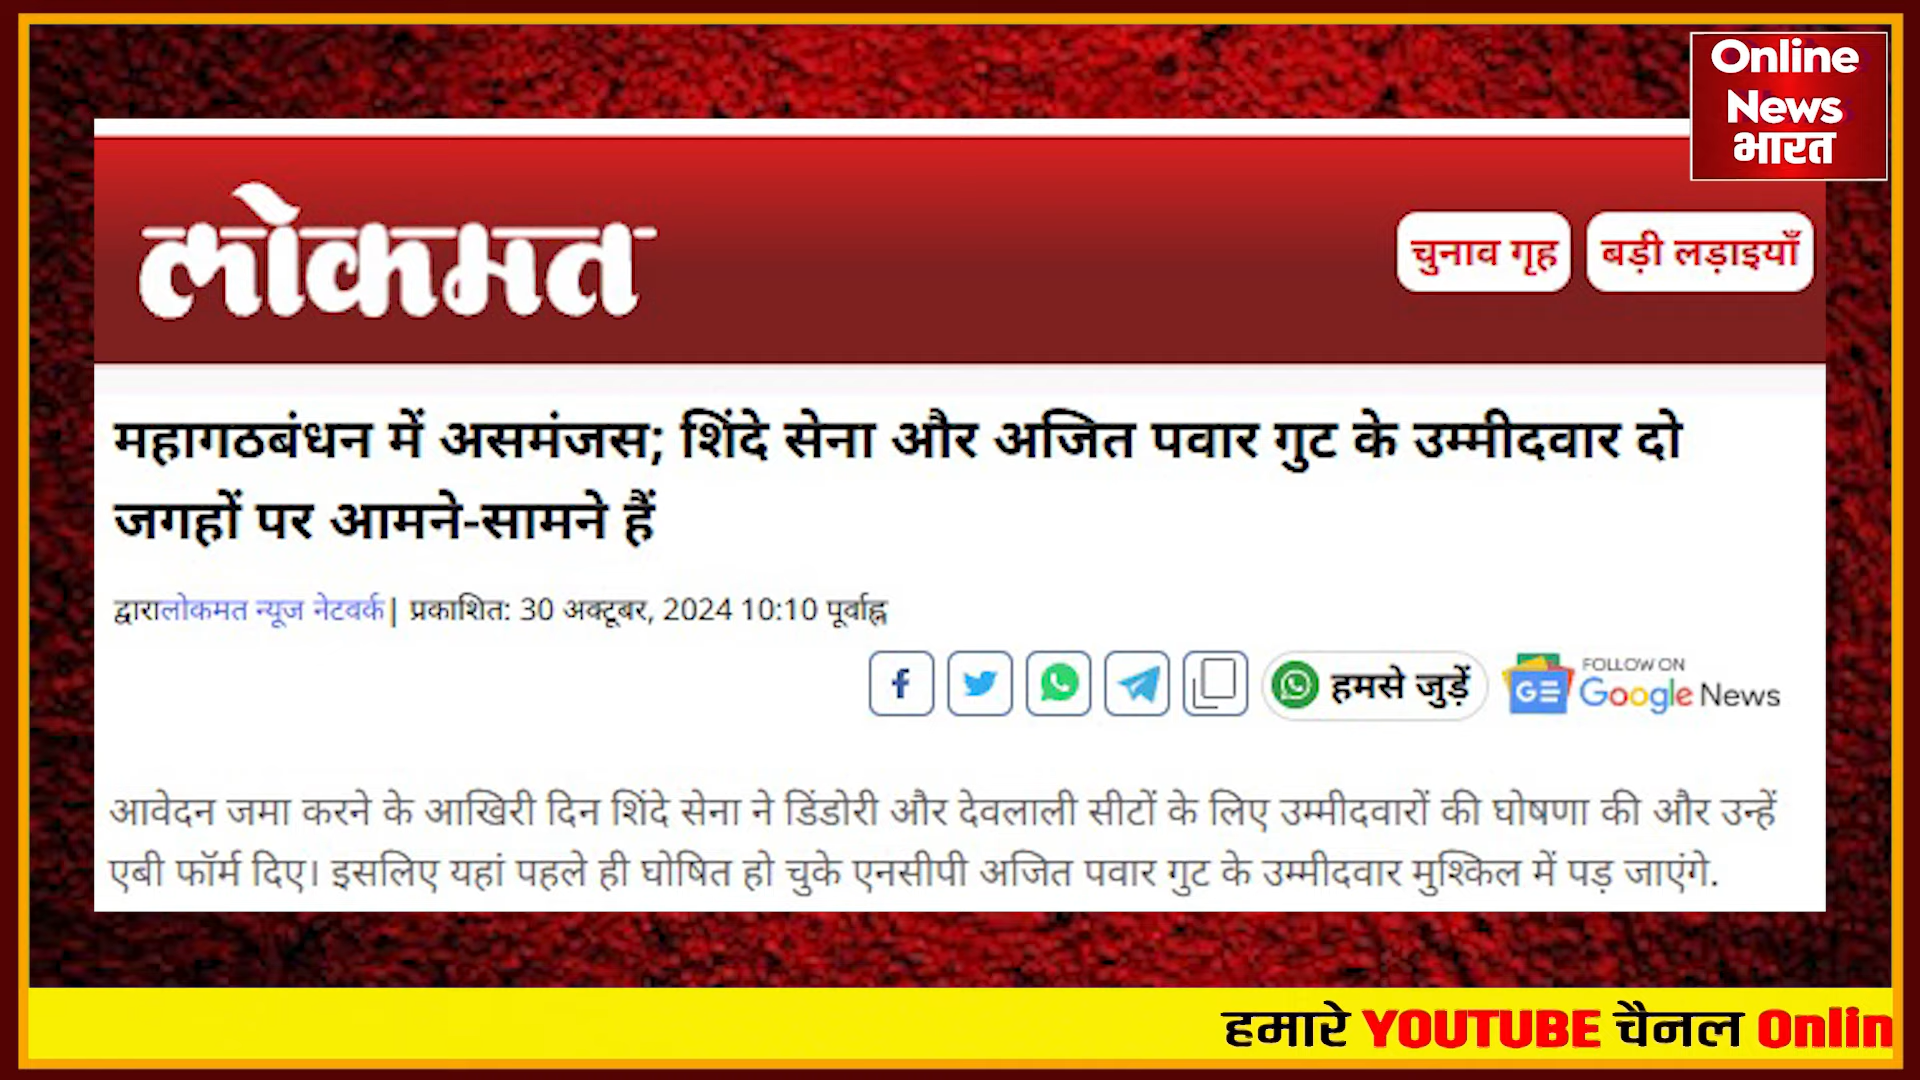 Online
News
भारत
लोकमत
चुनाव गृह
बड़ी लड़ाइयाँ
महागठबंधन में असमंजस; शिंदे सेना और अजित पवार गुट के उम्मीदवार दो
जगहों पर आमने-सामने हैं
द्वारालोकमत न्यूज नेटवर्क| प्रकाशित: 30 अक्टूबर, 2024 10:10 पूर्वाह्न
हमसे जुड़ें
FOLLOW ON
Google News
आवेदन जमा करने के आखिरी दिन शिंदे सेना ने डिंडोरी और देवलाली सीटों के लिए उम्मीदवारों की घोषणा की और उन्हें
एबी फॉर्म दिए। इसलिए यहां पहले ही घोषित हो चुके एनसीपी अजित पवार गुट के उम्मीदवार मुश्किल में पड़ जाएंगे.
हमारे YOUTUBE चैनल Onlin